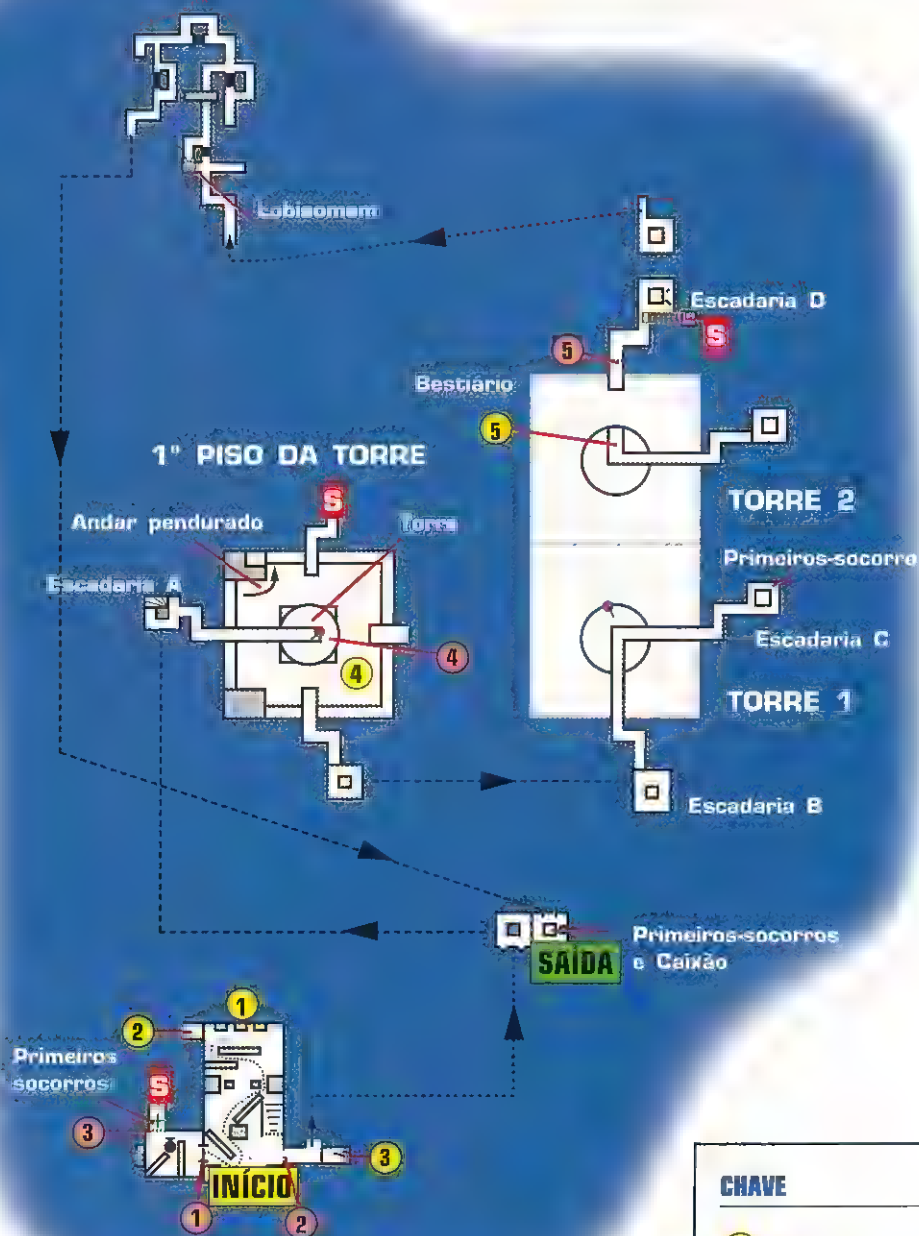 Lobisomem
Escadaria D
S
5
Bestiário
5
1º PISO DA TORRE
S
TORRE 2
Andar pendurado
Torre
Primeiros-socorro
Escadaria A
4
4
Escadaria C
TORRE 1
Escadaria B
Primeiros-socorros
e Caixão
SAÍDA
1
2
Primeiros
socorros
S
3
3
INÍCIO
1
2
CHAVE